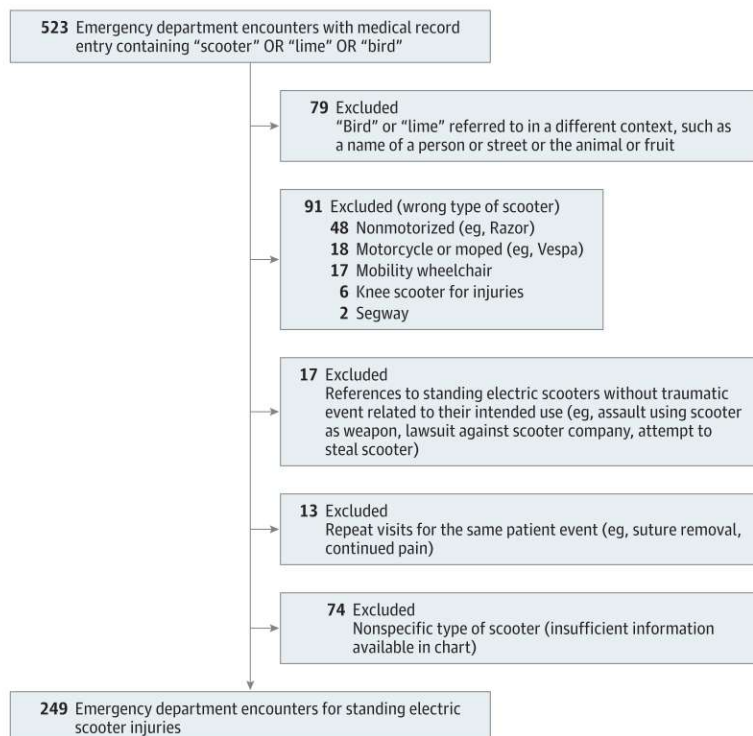 523 Emergency department encounters with medical record
entry containing “scooter” OR “lime” OR “bird”
79 Excluded
“Bird” or “lime” referred to in a different context, such as
a name of a person or street or the animal or fruit
91 Excluded (wrong type of scooter)
48 Nonmotorized (eg, Razor)
18 Motorcycle or moped (eg, Vespa)
17 Mobility wheelchair
6 Knee scooter for injuries
2 Segway
17 Excluded
References to standing electric scooters without traumatic
event related to their intended use (eg, assault using scooter
as weapon, lawsuit against scooter company, attempt to
steal scooter)
13 Excluded
Repeat visits for the same patient event (eg, suture removal,
continued pain)
74 Excluded
Nonspecific type of scooter (insufficient information
available in chart)
249 Emergency department encounters for standing electric
scooter injuries